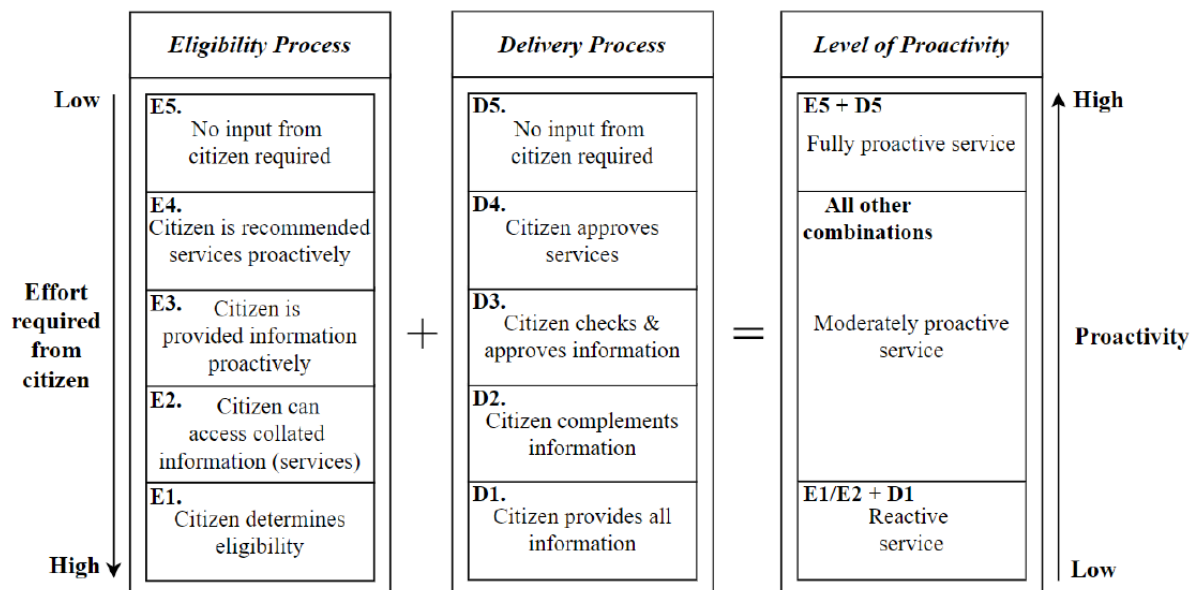 Eligibility Process
Delivery Process
Level of Proactivity
Low
Effort
required
from
citizen
High
E5.
No input from
citizen required
E4.
Citizen is recommended
services proactively
E3.
Citizen is
provided information
proactively
E2.
Citizen can
access collated
information (services)
E1.
Citizen determines
eligibility
+
D5.
No input from
citizen required
D4.
Citizen approves
services
D3.
Citizen checks &
approves information
D2.
Citizen complements
information
D1.
Citizen provides all
information
=
E5 + D5
Fully proactive service
All other
combinations
Moderately proactive
service
E1/E2 + D1
Reactive
service
High
Proactivity
Low